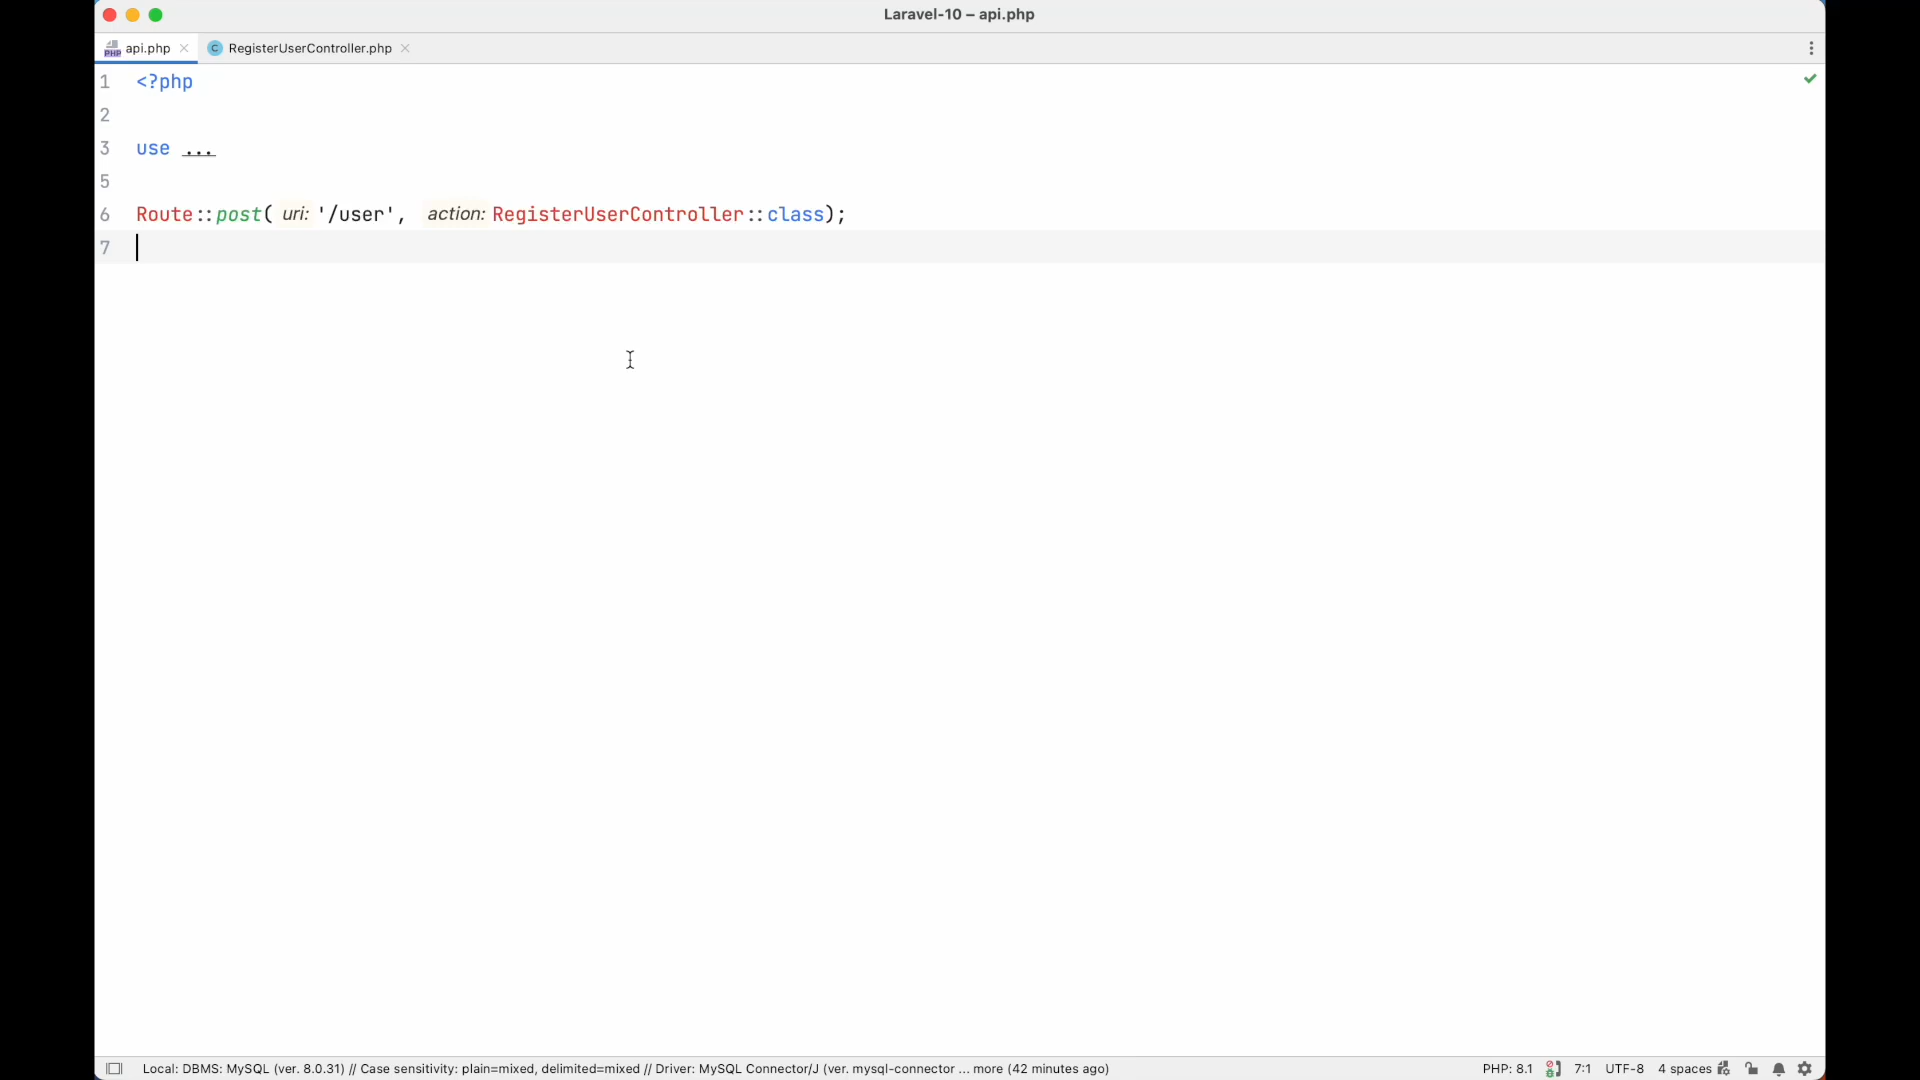 Laravel-10 – api.php
api.php RegisterUserController.php
1 <?php
2
3 use ...
5
6 Route::post( uri: '/user', action: RegisterUserController::class);
7
Local: DBMS: MySQL (ver. 8.0.31) // Case sensitivity: plain=mixed, delimited=mixed // Driver: MySQL Connector/J (ver. mysql-connector ... more (42 minutes ago) PHP: 8.1 7:1 UTF-8 4 spaces